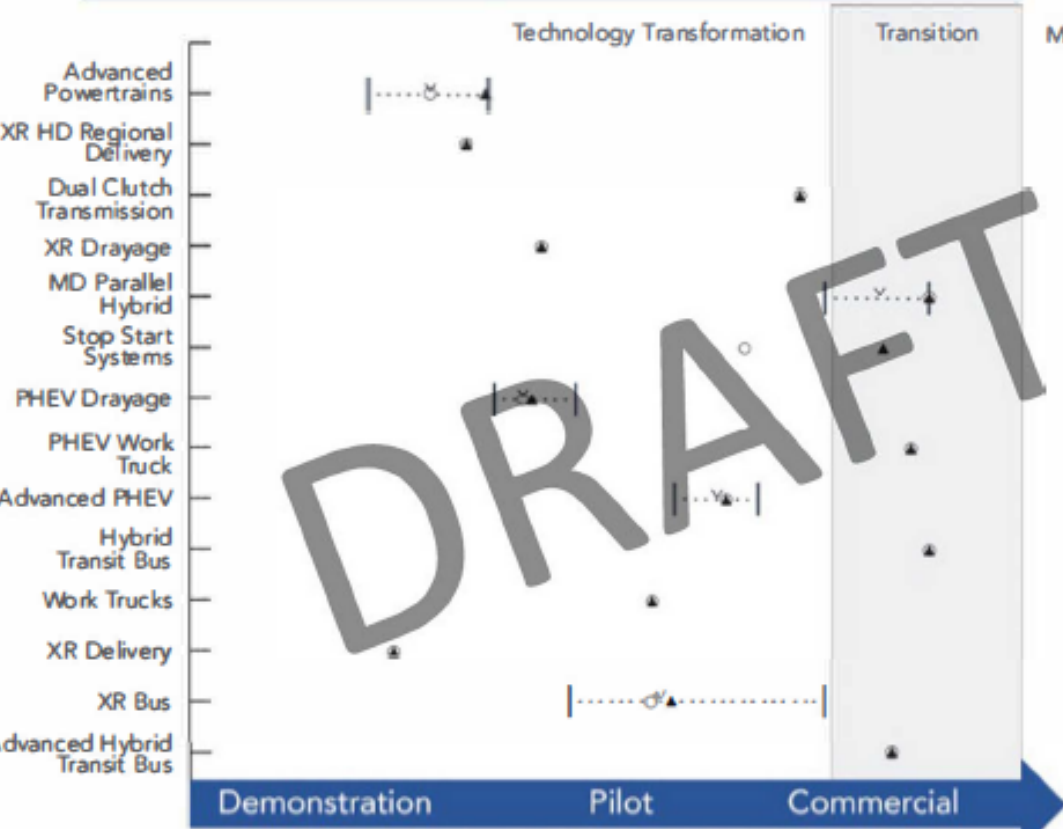 Technology Transformation
Transition
M
Advanced
Powertrains
XR HD Regional
Delivery
Dual Clutch
Transmission
XR Drayage
MD Parallel
Hybrid
Stop Start
Systems
PHEV Drayage
PHEV Work
Truck
Advanced PHEV
Hybrid
Transit Bus
Work Trucks
XR Delivery
XR Bus
dvanced Hybrid
Transit Bus
DRAFT
Demonstration
Pilot
Commercial